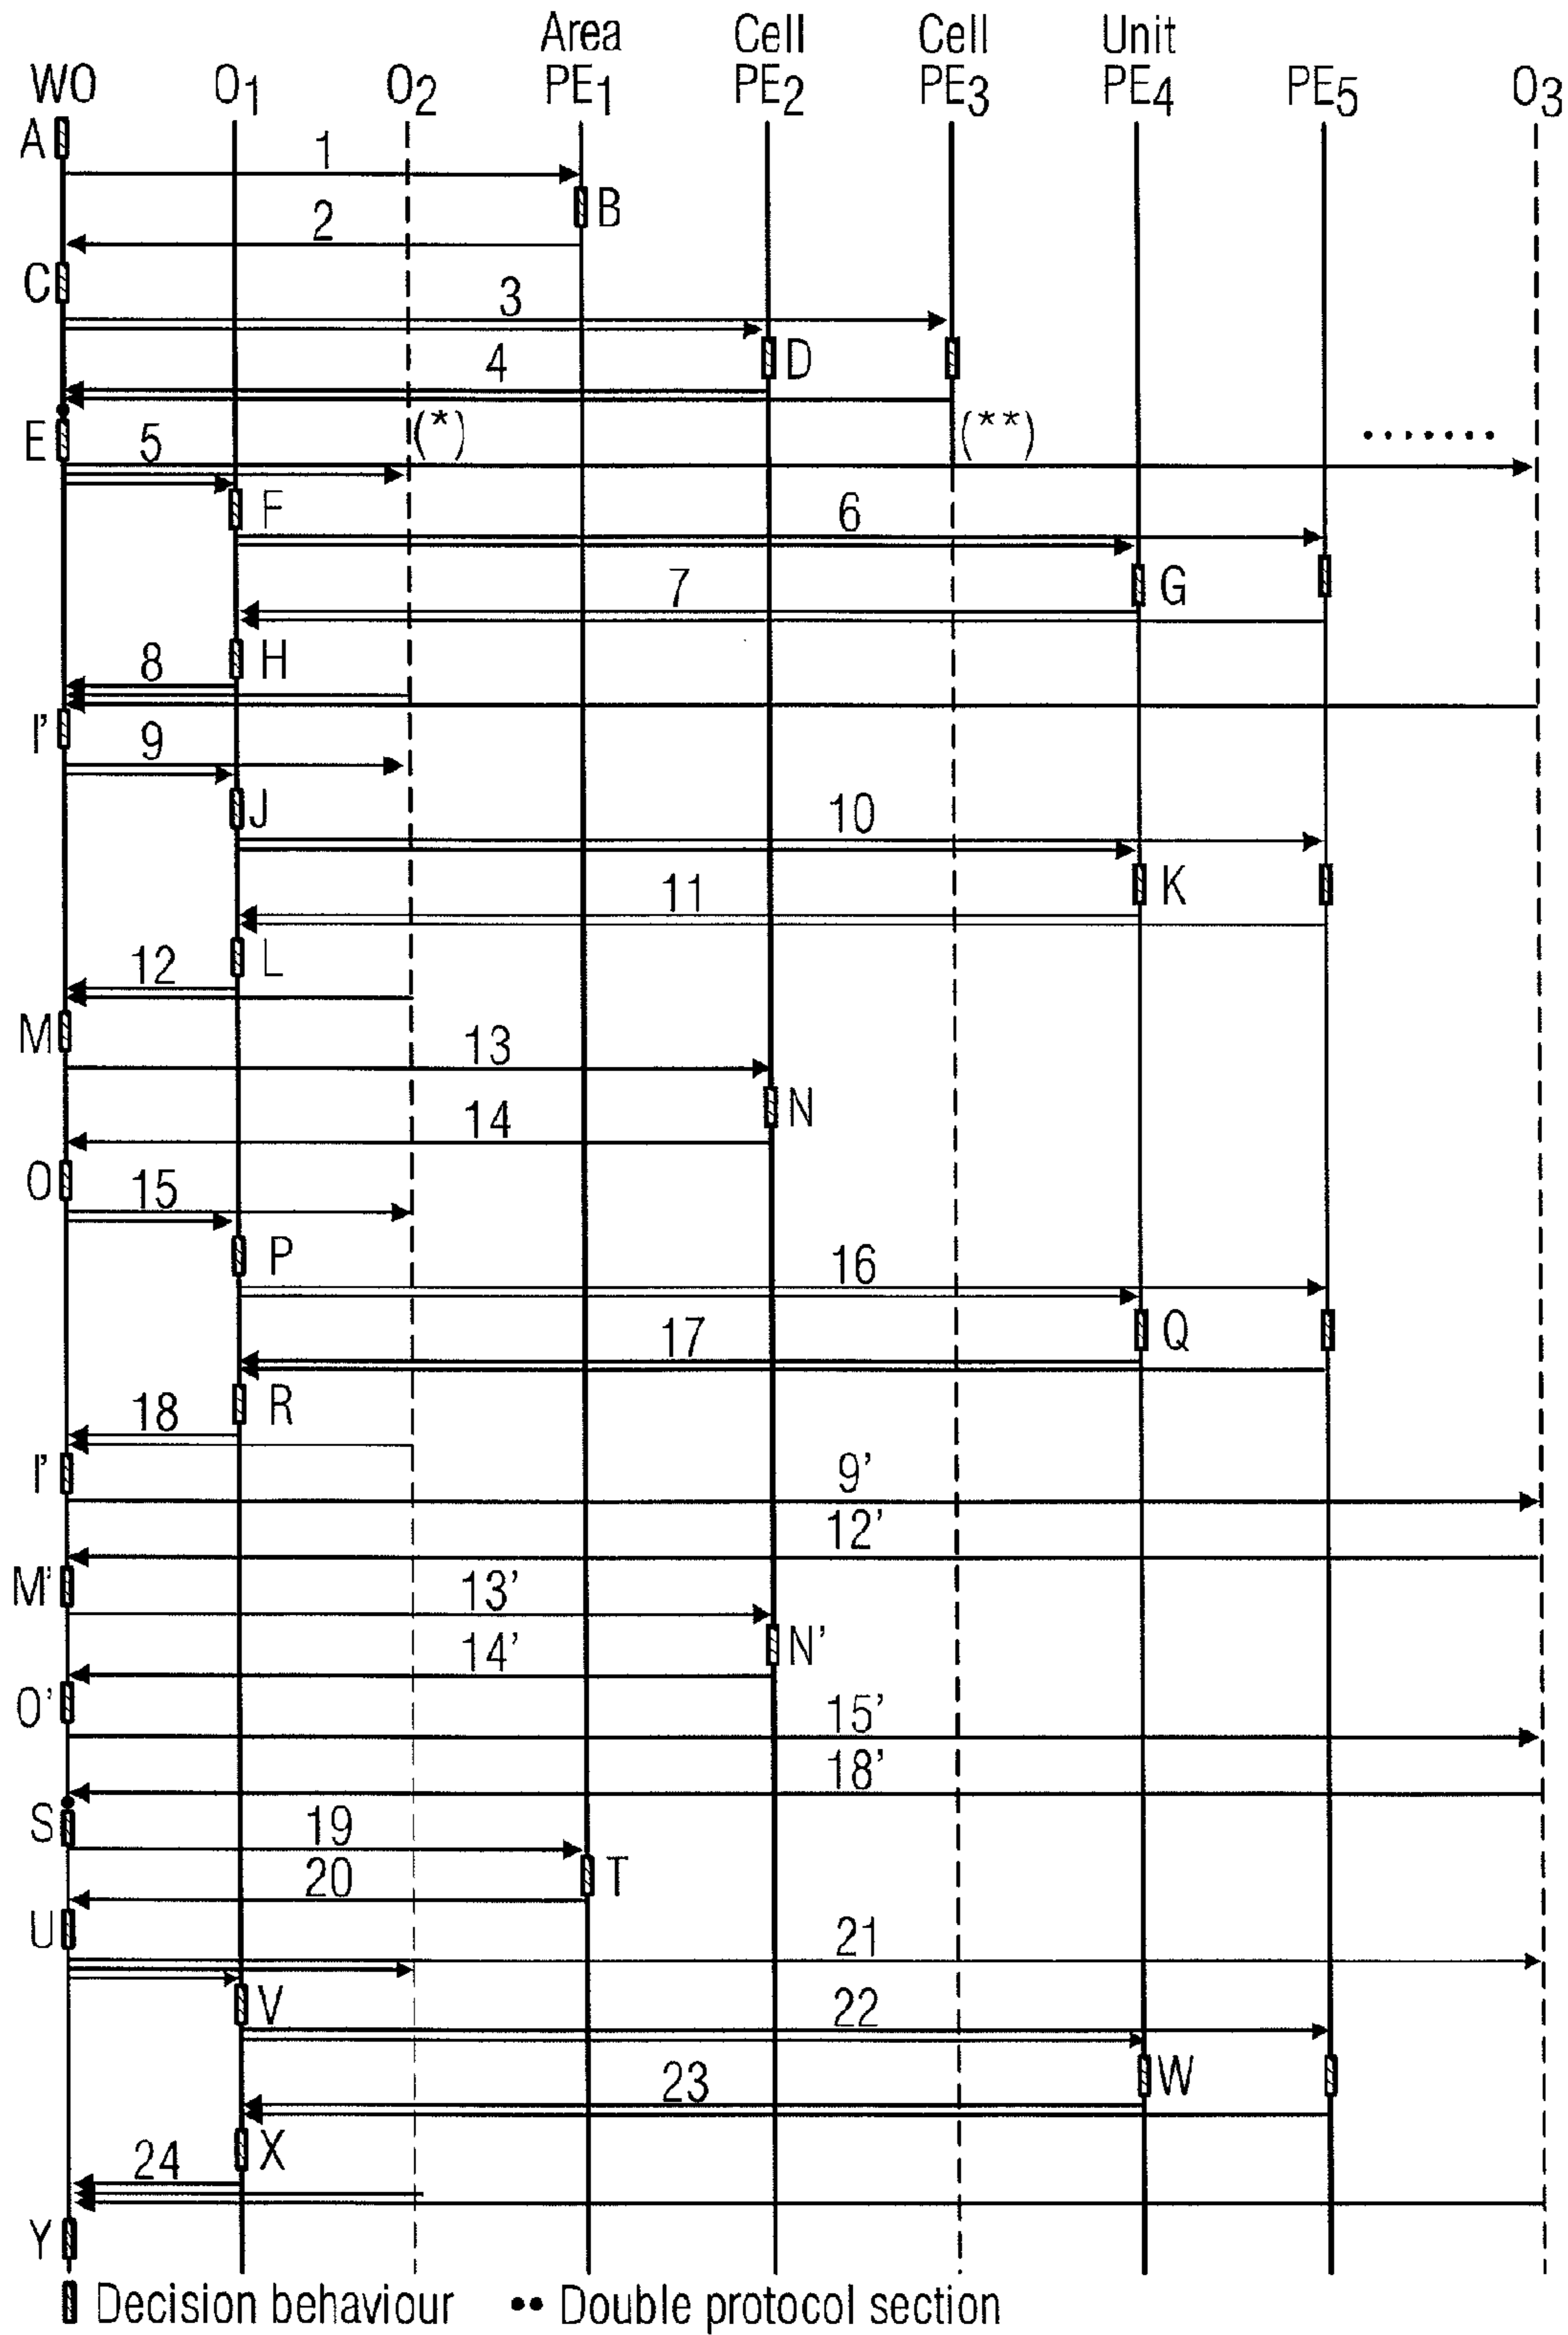 Area Cell Cell Unit
WO O1 O2 PE1 PE2 PE3 PE4 PE5 O3
A
1
B
2
C
3
D
4
E 5 (*) (**) .......
F
6
G
7
H
8
I'
9
J
10
K
11
L
12
M
13
N
14
O
15
P
16
Q
17
R
18
I'
9'
12'
M'
13'
N'
14'
O'
15'
18'
S
19
T
20
U
21
V
22
W
23
X
24
Y
Decision behaviour •• Double protocol section